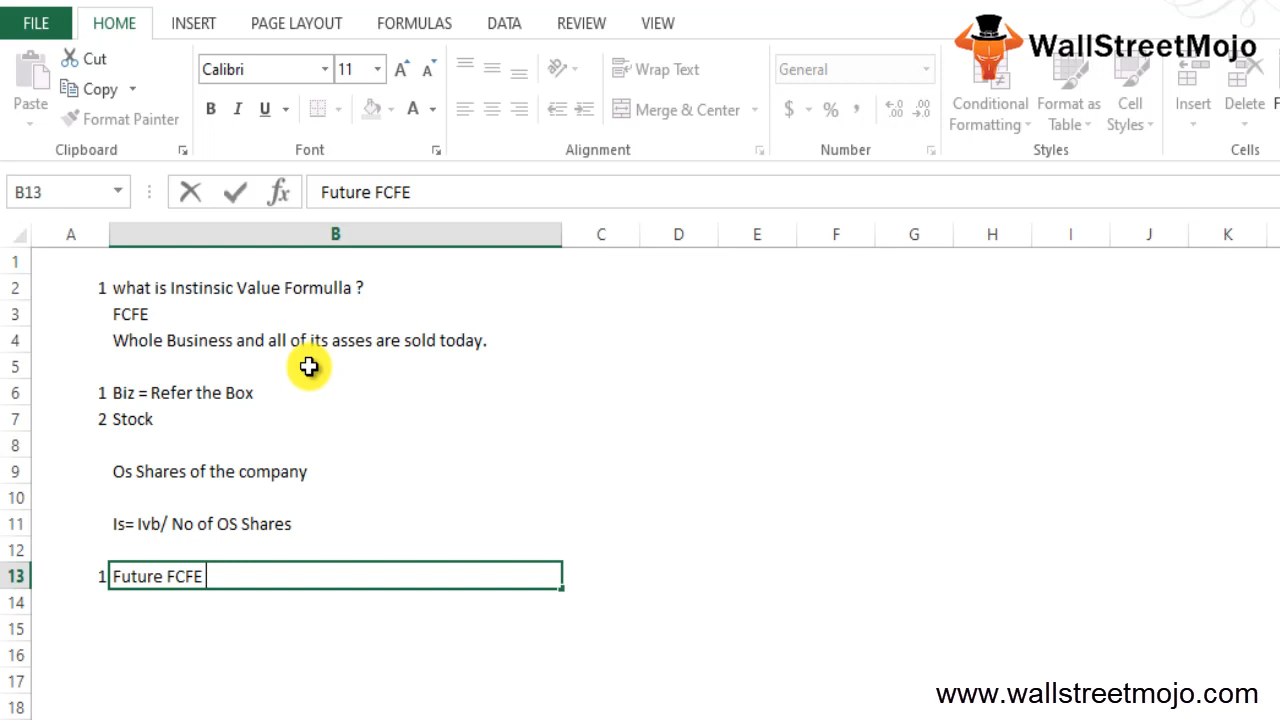 FILE HOME INSERT PAGE LAYOUT FORMULAS DATA REVIEW VIEW
WallStreetMojo
Cut
Copy
Format Painter
Paste
Clipboard
Calibri 11
B I U A
Font
Wrap Text
Merge & Center
Alignment
General
$ % ,
Number
Conditional Formatting
Format as Table
Cell Styles
Styles
Insert Delete F
Cells
B13 fx Future FCFE
A B C D E F G H I J K
1
2 1 what is Instinsic Value Formulla ?
3 FCFE
4 Whole Business and all of its asses are sold today.
5
6 1 Biz = Refer the Box
7 2 Stock
8
9 Os Shares of the company
10
11 Is= Ivb/ No of OS Shares
12
13 1 Future FCFE
14
15
16
17
18
www.wallstreetmojo.com